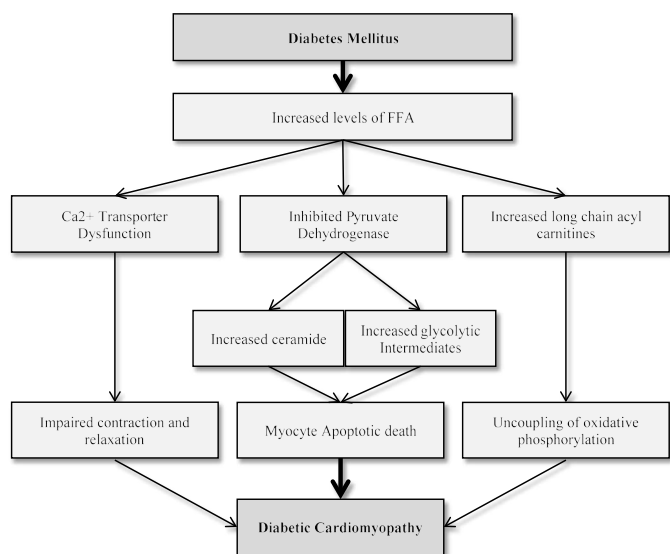 Diabetes Mellitus
Increased levels of FFA
Ca2+ Transporter
Dysfunction
Inhibited Pyruvate
Dehydrogenase
Increased long chain acyl
carnitines
Increased ceramide
Increased glycolytic
Intermediates
Impaired contraction and
relaxation
Myocyte Apoptotic death
Uncoupling of oxidative
phosphorylation
Diabetic Cardiomyopathy